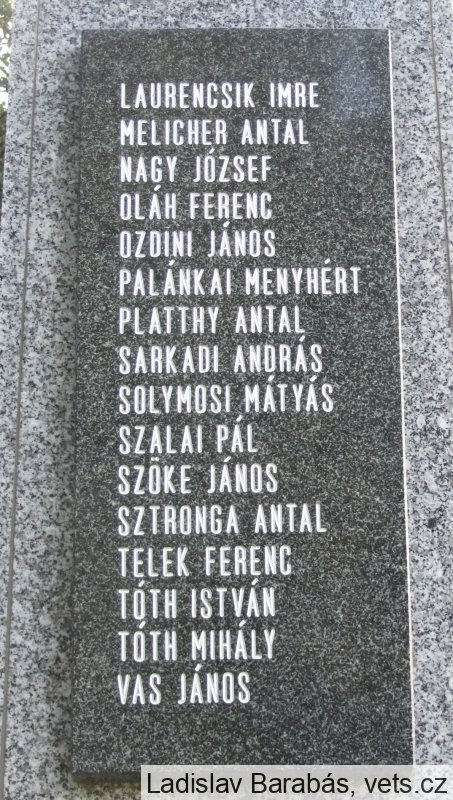 LAURENCSIK IMRE
MELICHER ANTAL
NAGY JÓZSEF
OLÁH FERENC
OZDINI JÁNOS
PALÁNKAI MENYHÉRT
PLATTHY ANTAL
SARKADI ANDRÁS
SOLYMOSI MÁTYÁS
SZALAI PÁL
SZŐKE JÁNOS
SZTRONGA ANTAL
TELEK FERENC
TÓTH ISTVÁN
TÓTH MIHÁLY
VAS JÁNOS
Ladislav Barabás, vets.cz